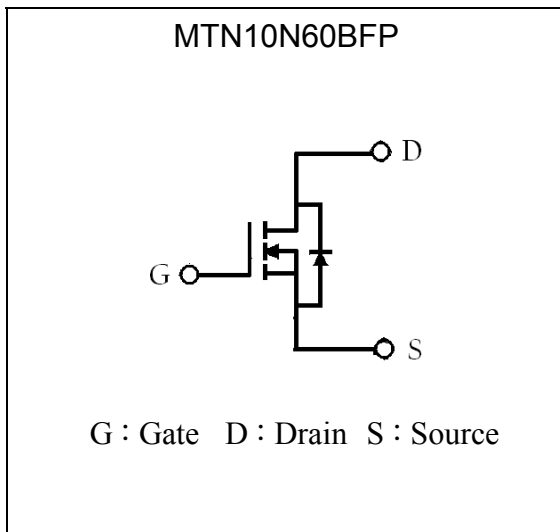 MTN10N60BFP
D
G
S
G：Gate D：Drain S：Source